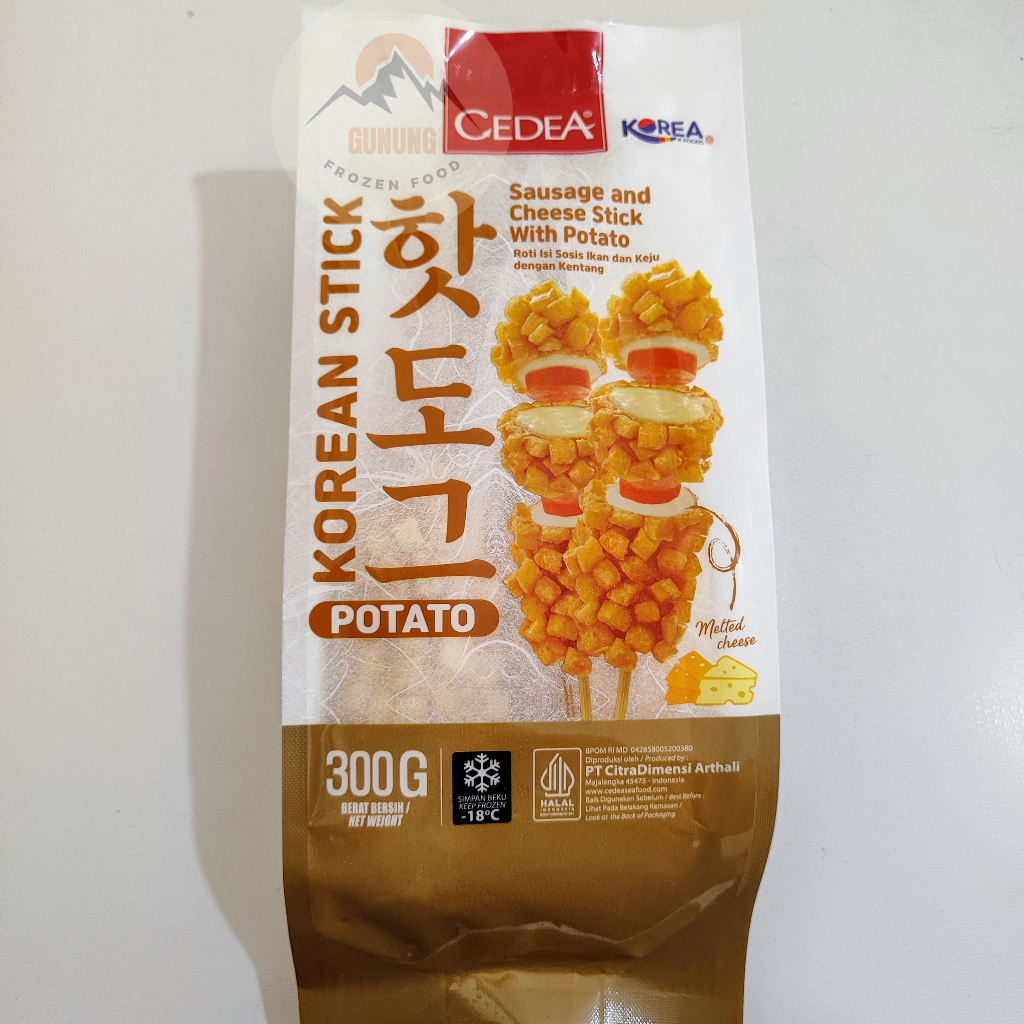 GUNUNG
FROZEN FOOD
CEDEA®
KOREA
K-FOODS
Sausage and
Cheese Stick
With Potato
Roti Isi Sosis Ikan dan Keju
dengan Kentang
KOREAN STICK
핫도그
POTATO
Melted
cheese
300G
BERAT BERSIH /
NET WEIGHT
SIMPAN BEKU
KEEP FROZEN
-18°C
HALAL
INDONESIA
BPOM RI MD 042858005200380
Diproduksi oleh / Produced by :
PT CitraDimensi Arthali
Majalengka 45475 - Indonesia
www.cedeaseafood.com
Baik Digunakan Sebelum / Best Before :
Lihat Pada Belakang Kemasan /
Look at the Back of Packaging